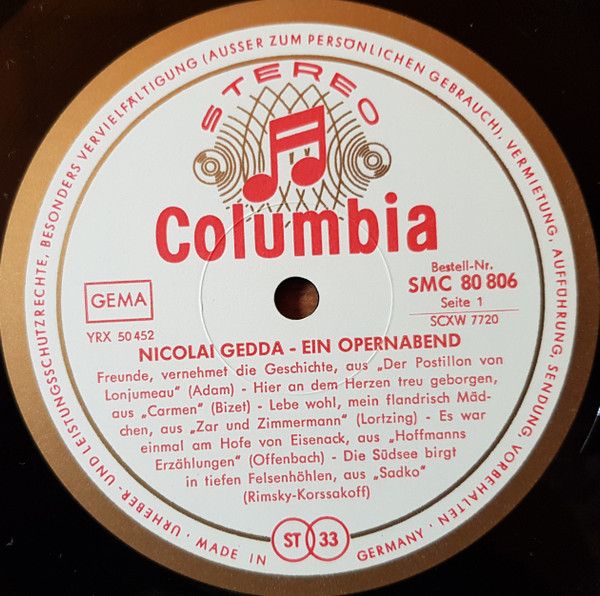 URHEBER- UND LEISTUNGSSCHUTZRECHTE, BESONDERS VERVIELFÄLTIGUNG (AUSSER ZUM PERSÖNLICHEN GEBRAUCH), VERMIETUNG, AUFFÜHRUNG, SENDUNG VORBEHALTEN ·
STEREO
Columbia
GEMA
Bestell-Nr.
SMC 80 806
Seite 1
SCXW 7720
YRX 50 452
NICOLAI GEDDA - EIN OPERNABEND
Freunde, vernehmet die Geschichte, aus „Der Postillon von
Lonjumeau" (Adam) - Hier an dem Herzen treu geborgen,
aus „Carmen" (Bizet) - Lebe wohl, mein flandrisch Mäd-
chen, aus „Zar und Zimmermann" (Lortzing) - Es war
einmal am Hofe von Eisenack, aus „Hoffmanns
Erzählungen" (Offenbach) - Die Südsee birgt
in tiefen Felsenhöhlen, aus „Sadko"
(Rimsky-Korssakoff)
· MADE IN GERMANY ·
ST 33